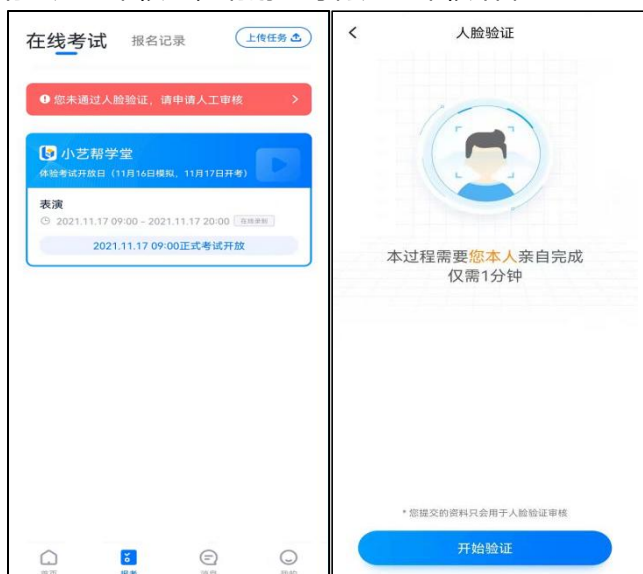 在线考试 报名记录 上传任务
您未通过人脸验证，请申请人工审核
小艺帮学堂
体验考试开放日（11月16日模拟，11月17日开考）
表演
2021.11.17 09:00 - 2021.11.17 20:00 在线录制
2021.11.17 09:00正式考试开放
报考
人脸验证
本过程需要您本人亲自完成
仅需1分钟
*您提交的资料只会用于人脸验证审核
开始验证